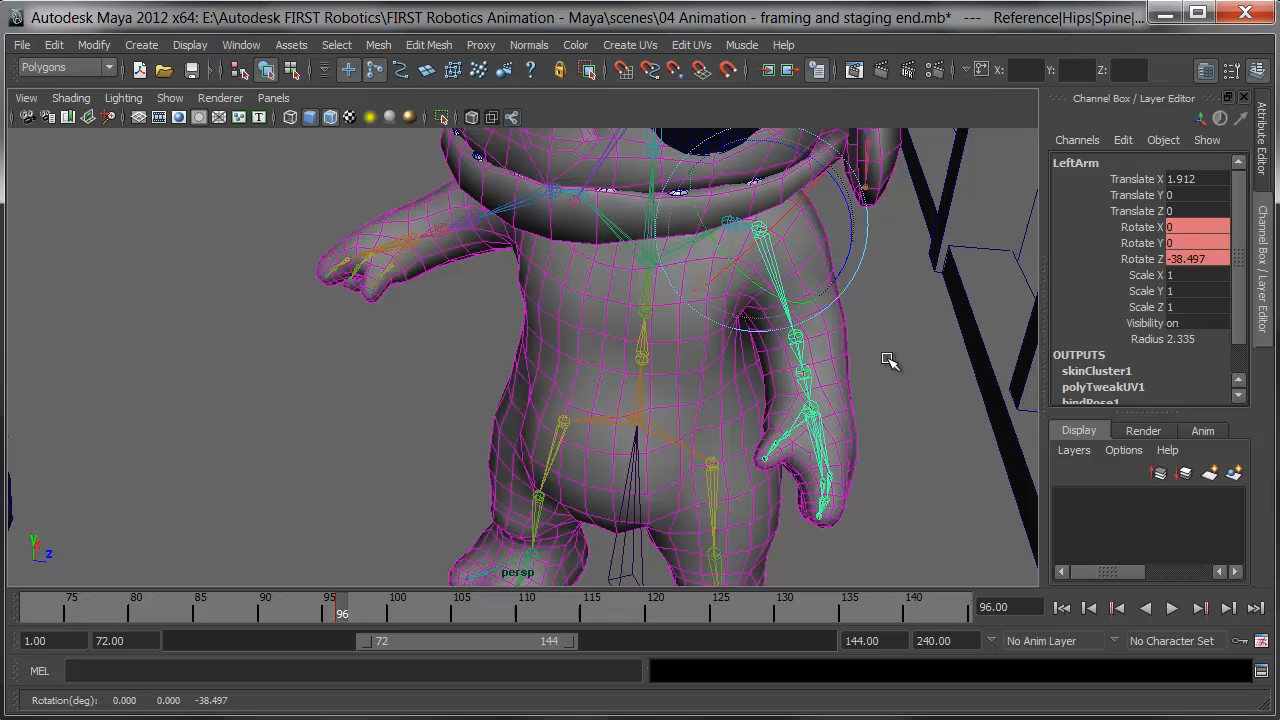 Autodesk Maya 2012 x64: E:\Autodesk FIRST Robotics\FIRST Robotics Animation - Maya\scenes\04 Animation - framing and staging end.mb* --- Reference|Hips|Spine|...
File Edit Modify Create Display Window Assets Select Mesh Edit Mesh Proxy Normals Color Create UVs Edit UVs Muscle Help
Polygons X: Y: Z:
View Shading Lighting Show Renderer Panels
Channel Box / Layer Editor
Channels Edit Object Show
LeftArm
Translate X 1.912
Translate Y 0
Translate Z 0
Rotate X 0
Rotate Y 0
Rotate Z -38.497
Scale X 1
Scale Y 1
Scale Z 1
Visibility on
Radius 2.335
OUTPUTS
skinCluster1
polyTweakUV1
bindPose1
Display Render Anim
Layers Options Help
Attribute Editor
Channel Box / Layer Editor
y
z
persp
75 80 85 90 95 100 105 110 115 120 125 130 135 140
96
96.00
1.00 72.00 72 144 144.00 240.00 No Anim Layer No Character Set
MEL
Rotation(deg): 0.000 0.000 -38.497